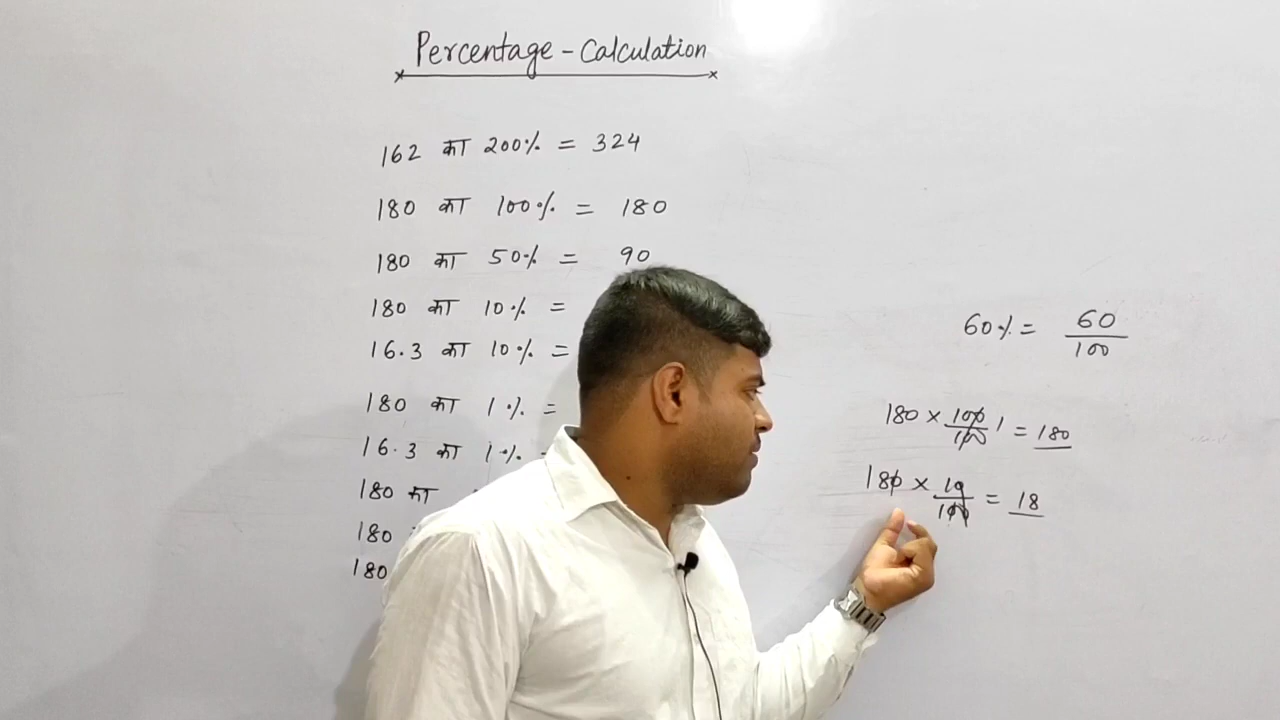 Percentage - Calculation
162 का 200% = 324
180 का 100% = 180
180 का 50% = 90
180 का 10% =
16.3 का 10% =
180 का 1% =
16.3 का 1%
180 का
180
180
60% = 60/100
180 × 100/100 1 = 180
180 × 10/100 = 18